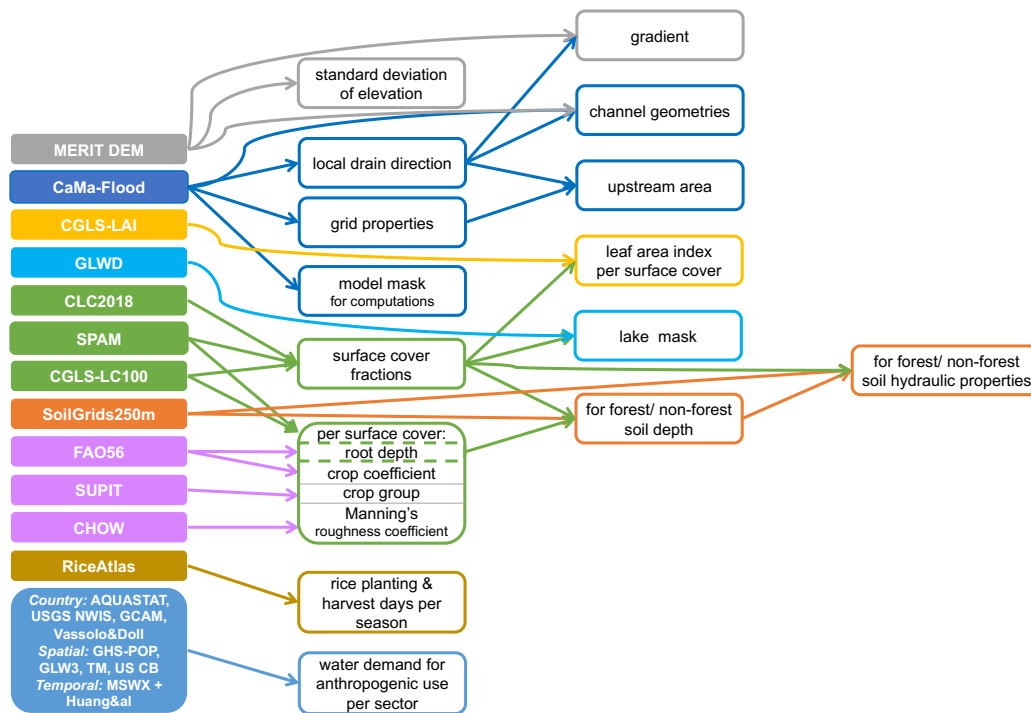 MERIT DEM
CaMa-Flood
CGLS-LAI
GLWD
CLC2018
SPAM
CGLS-LC100
SoilGrids250m
FAO56
SUPIT
CHOW
RiceAtlas
Country: AQUASTAT,
USGS NWIS, GCAM,
Vassolo&Doll
Spatial: GHS-POP,
GLW3, TM, US CB
Temporal: MSWX +
Huang&al
standard deviation
of elevation
local drain direction
grid properties
model mask
for computations
surface cover
fractions
per surface cover:
root depth
crop coefficient
crop group
Manning's
roughness coefficient
rice planting &
harvest days per
season
water demand for
anthropogenic use
per sector
gradient
channel geometries
upstream area
leaf area index
per surface cover
lake mask
for forest/ non-forest
soil depth
for forest/ non-forest
soil hydraulic properties